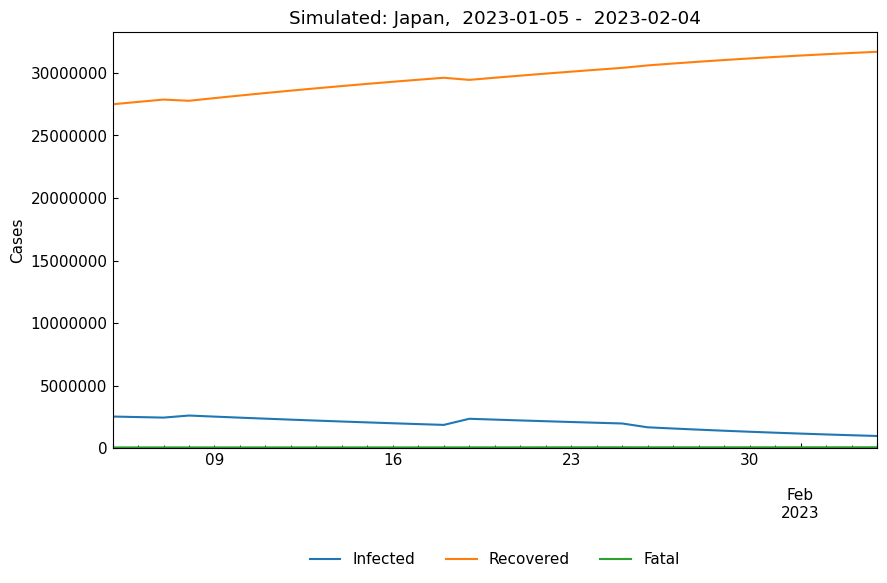 Simulated: Japan,  2023-01-05 -  2023-02-04
Cases
30000000
25000000
20000000
15000000
10000000
5000000
0
09 16 23 30
Feb
2023
Infected Recovered Fatal